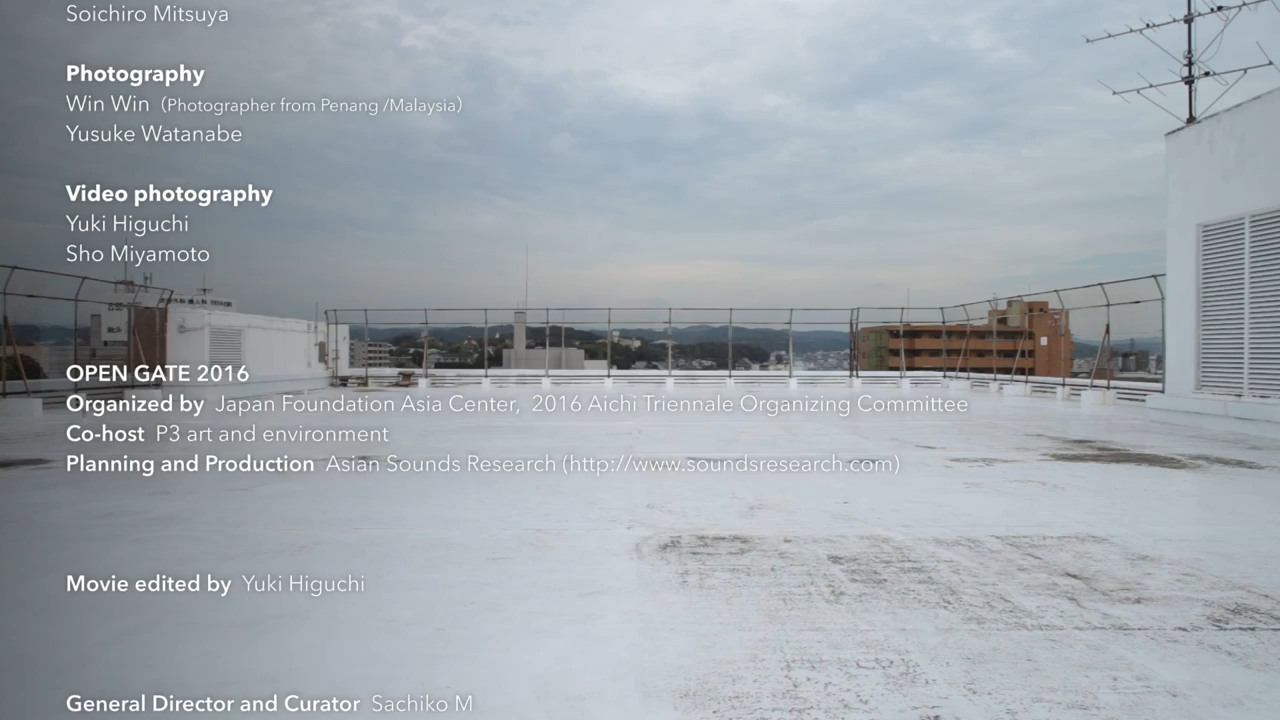 Soichiro Mitsuya
Photography
Win Win（Photographer from Penang /Malaysia）
Yusuke Watanabe
Video photography
Yuki Higuchi
Sho Miyamoto
OPEN GATE 2016
Organized by Japan Foundation Asia Center, 2016 Aichi Triennale Organizing Committee
Co-host P3 art and environment
Planning and Production Asian Sounds Research (http://www.soundsresearch.com)
Movie edited by Yuki Higuchi
General Director and Curator Sachiko M